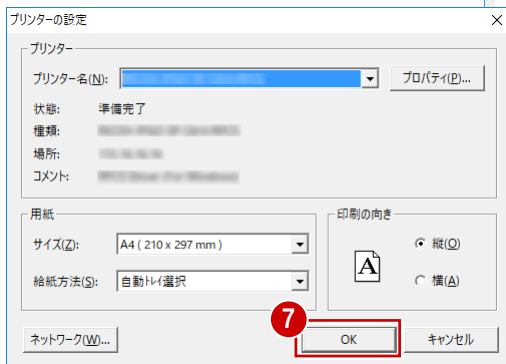 プリンターの設定
プリンター
プリンター名(N):
プロパティ(P)...
状態: 準備完了
種類:
場所:
コメント:
用紙
サイズ(Z): A4 ( 210 x 297 mm )
給紙方法(S): 自動トレイ選択
印刷の向き
A
縦(O)
横(A)
ネットワーク(W)...
7
OK
キャンセル